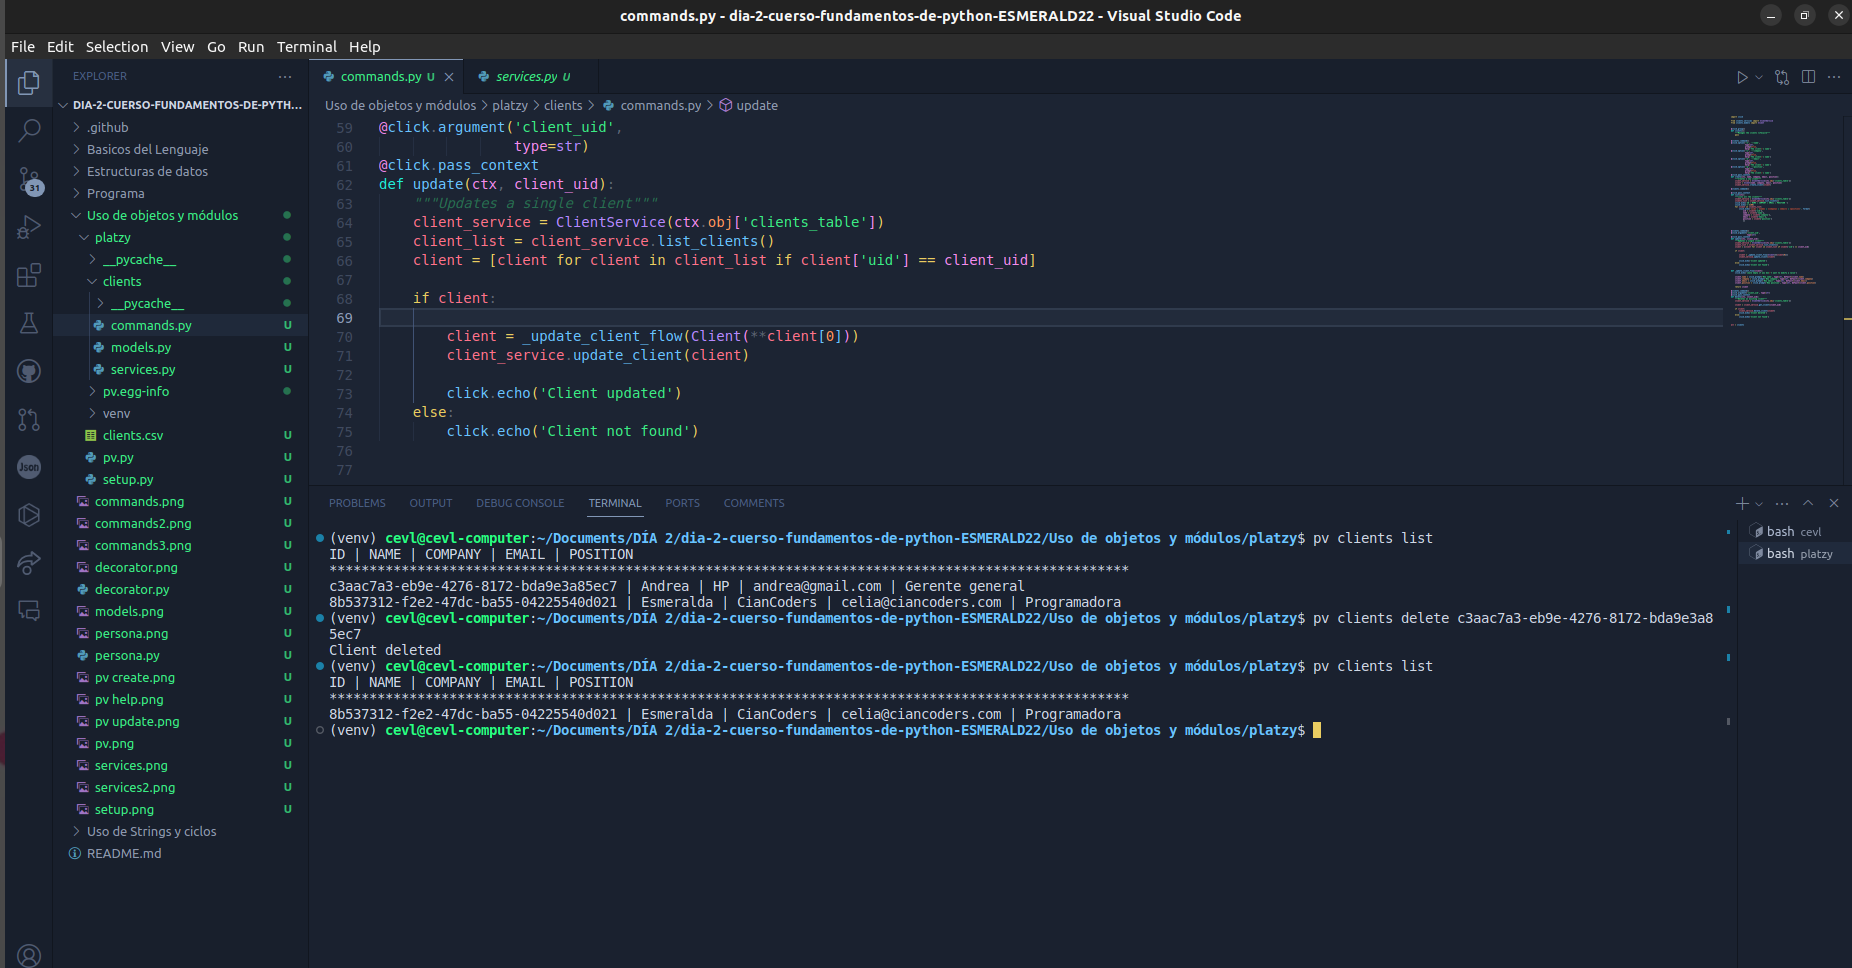 commands.py - dia-2-cuerso-fundamentos-de-python-ESMERALD22 - Visual Studio Code
File Edit Selection View Go Run Terminal Help
EXPLORER
DIA-2-CUERSO-FUNDAMENTOS-DE-PYTH...
.github
Basicos del Lenguaje
Estructuras de datos
Programa
Uso de objetos y módulos
platzy
__pycache__
clients
__pycache__
commands.py U
models.py U
services.py U
pv.egg-info
venv
clients.csv U
pv.py U
setup.py U
commands.png U
commands2.png U
commands3.png U
decorator.png U
decorator.py U
models.png U
persona.png U
persona.py U
pv create.png U
pv help.png U
pv update.png U
pv.png U
services.png U
services2.png U
setup.png U
Uso de Strings y ciclos
README.md
31
Json
commands.py U
services.py U
Uso de objetos y módulos > platzy > clients > commands.py > update
59 @click.argument('client_uid',
60 type=str)
61 @click.pass_context
62 def update(ctx, client_uid):
63 """Updates a single client"""
64 client_service = ClientService(ctx.obj['clients_table'])
65 client_list = client_service.list_clients()
66 client = [client for client in client_list if client['uid'] == client_uid]
67
68 if client:
69
70 client = _update_client_flow(Client(**client[0]))
71 client_service.update_client(client)
72
73 click.echo('Client updated')
74 else:
75 click.echo('Client not found')
76
77
PROBLEMS OUTPUT DEBUG CONSOLE TERMINAL PORTS COMMENTS
(venv) cevl@cevl-computer:~/Documents/DÍA 2/dia-2-cuerso-fundamentos-de-python-ESMERALD22/Uso de objetos y módulos/platzy$ pv clients list
ID | NAME | COMPANY | EMAIL | POSITION
****************************************************************************************************
c3aac7a3-eb9e-4276-8172-bda9e3a85ec7 | Andrea | HP | andrea@gmail.com | Gerente general
8b537312-f2e2-47dc-ba55-04225540d021 | Esmeralda | CianCoders | celia@ciancoders.com | Programadora
(venv) cevl@cevl-computer:~/Documents/DÍA 2/dia-2-cuerso-fundamentos-de-python-ESMERALD22/Uso de objetos y módulos/platzy$ pv clients delete c3aac7a3-eb9e-4276-8172-bda9e3a8
5ec7
Client deleted
(venv) cevl@cevl-computer:~/Documents/DÍA 2/dia-2-cuerso-fundamentos-de-python-ESMERALD22/Uso de objetos y módulos/platzy$ pv clients list
ID | NAME | COMPANY | EMAIL | POSITION
****************************************************************************************************
8b537312-f2e2-47dc-ba55-04225540d021 | Esmeralda | CianCoders | celia@ciancoders.com | Programadora
(venv) cevl@cevl-computer:~/Documents/DÍA 2/dia-2-cuerso-fundamentos-de-python-ESMERALD22/Uso de objetos y módulos/platzy$
bash cevl
bash platzy